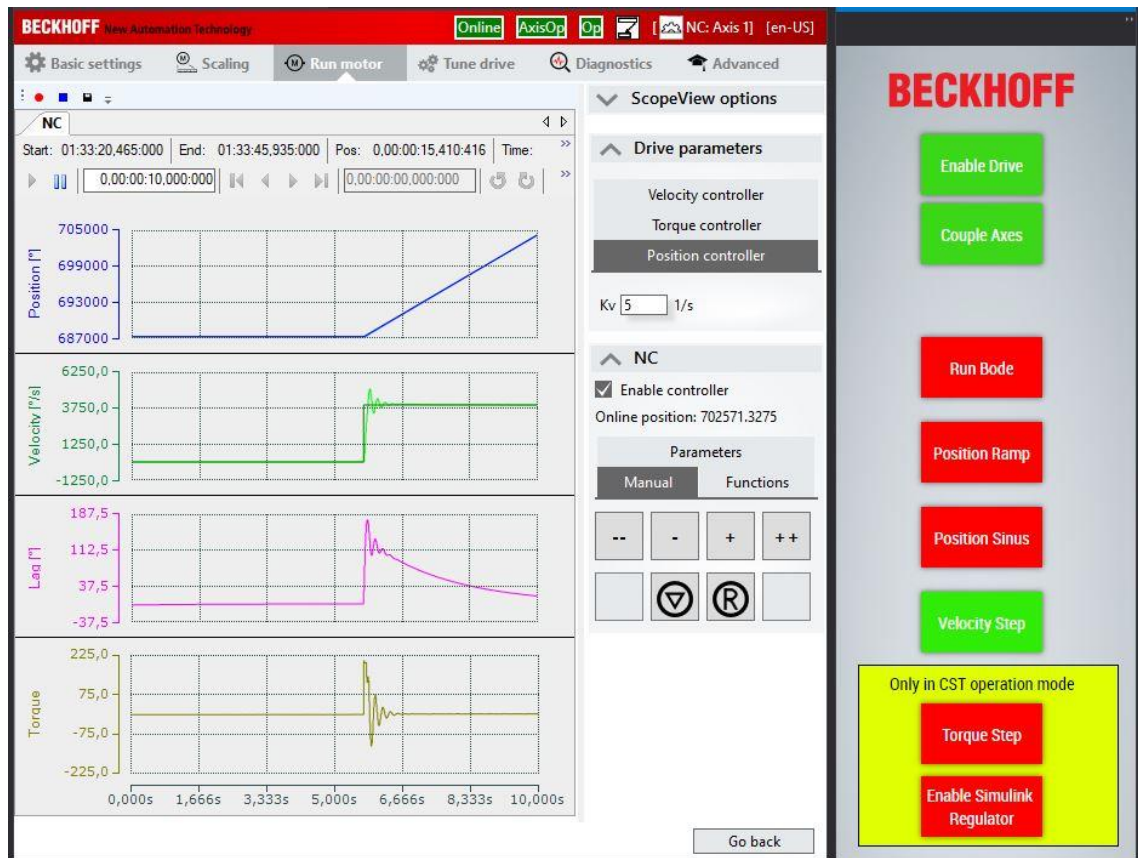 BECKHOFF New Automation Technology
Online AxisOp Op [ NC: Axis 1] [en-US]
Basic settings Scaling Run motor Tune drive Diagnostics Advanced
NC
Start: 01:33:20,465:000 End: 01:33:45,935:000 Pos: 0,00:00:15,410:416 Time: >>
0,00:00:10,000:000 0,00:00:00,000:000 >>
Position [°]
705000
699000
693000
687000
Velocity [°/s]
6250,0
3750,0
1250,0
-1250,0
Lag [°]
187,5
112,5
37,5
-37,5
Torque
225,0
75,0
-75,0
-225,0
0,000s 1,666s 3,333s 5,000s 6,666s 8,333s 10,000s
ScopeView options
Drive parameters
Velocity controller
Torque controller
Position controller
Kv 5 1/s
NC
Enable controller
Online position: 702571.3275
Parameters
Manual Functions
-- - + ++
R
Go back
BECKHOFF
Enable Drive
Couple Axes
Run Bode
Position Ramp
Position Sinus
Velocity Step
Only in CST operation mode
Torque Step
Enable Simulink
Regulator